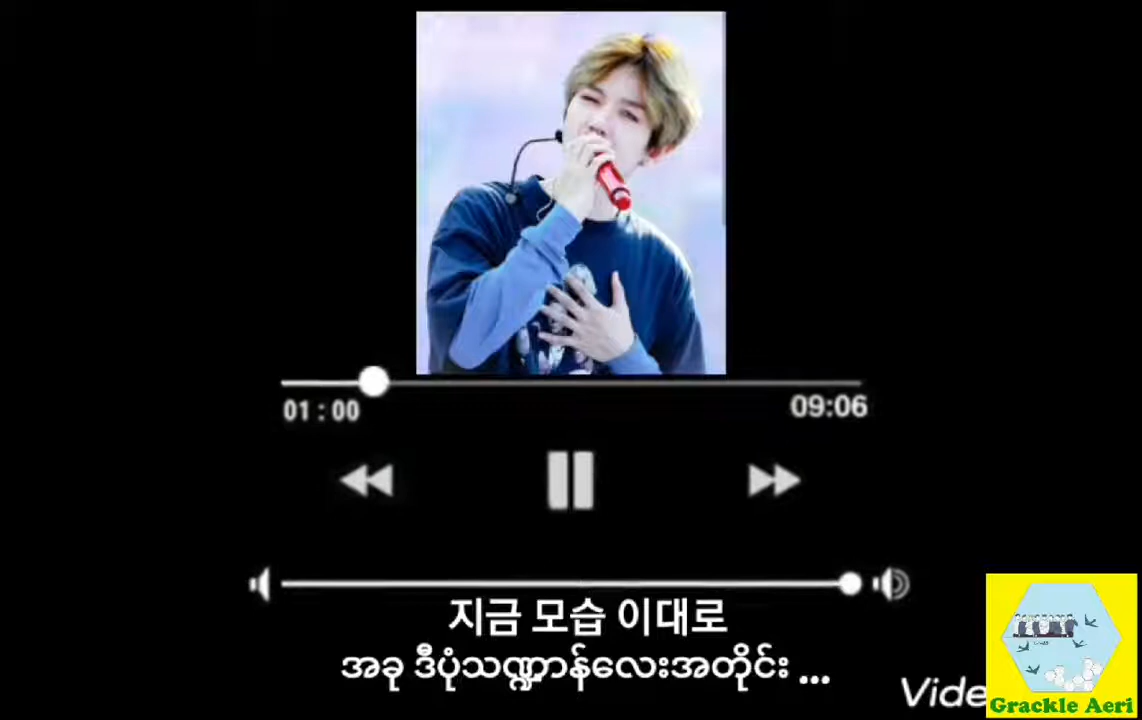 01 : 00
09:06
지금 모습 이대로
အခု ဒီပုံသဏ္ဍာန်လေးအတိုင်း ...
Grackle Aeri